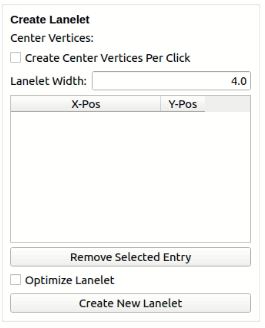 Create Lanelet
Center Vertices:
Create Center Vertices Per Click
Lanelet Width: 4.0
X-Pos Y-Pos
Remove Selected Entry
Optimize Lanelet
Create New Lanelet